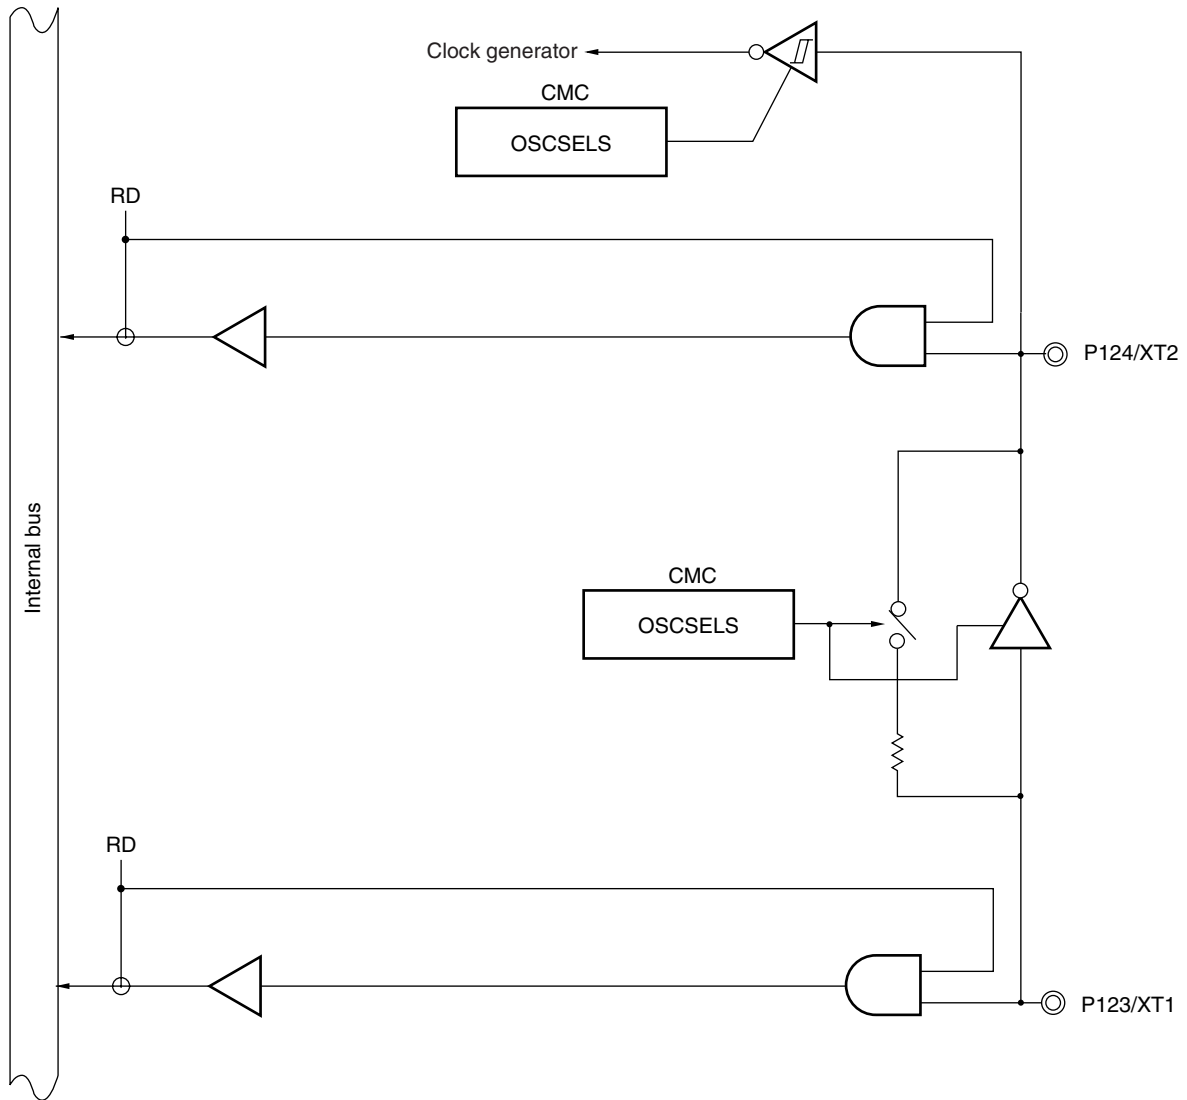 Clock generator
CMC
OSCSELS
RD
P124/XT2
Internal bus
CMC
OSCSELS
RD
P123/XT1